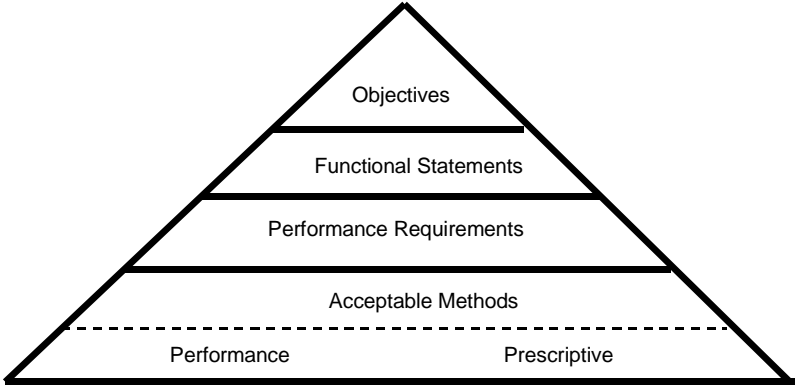 Objectives
Functional Statements
Performance Requirements
Acceptable Methods
Performance Prescriptive